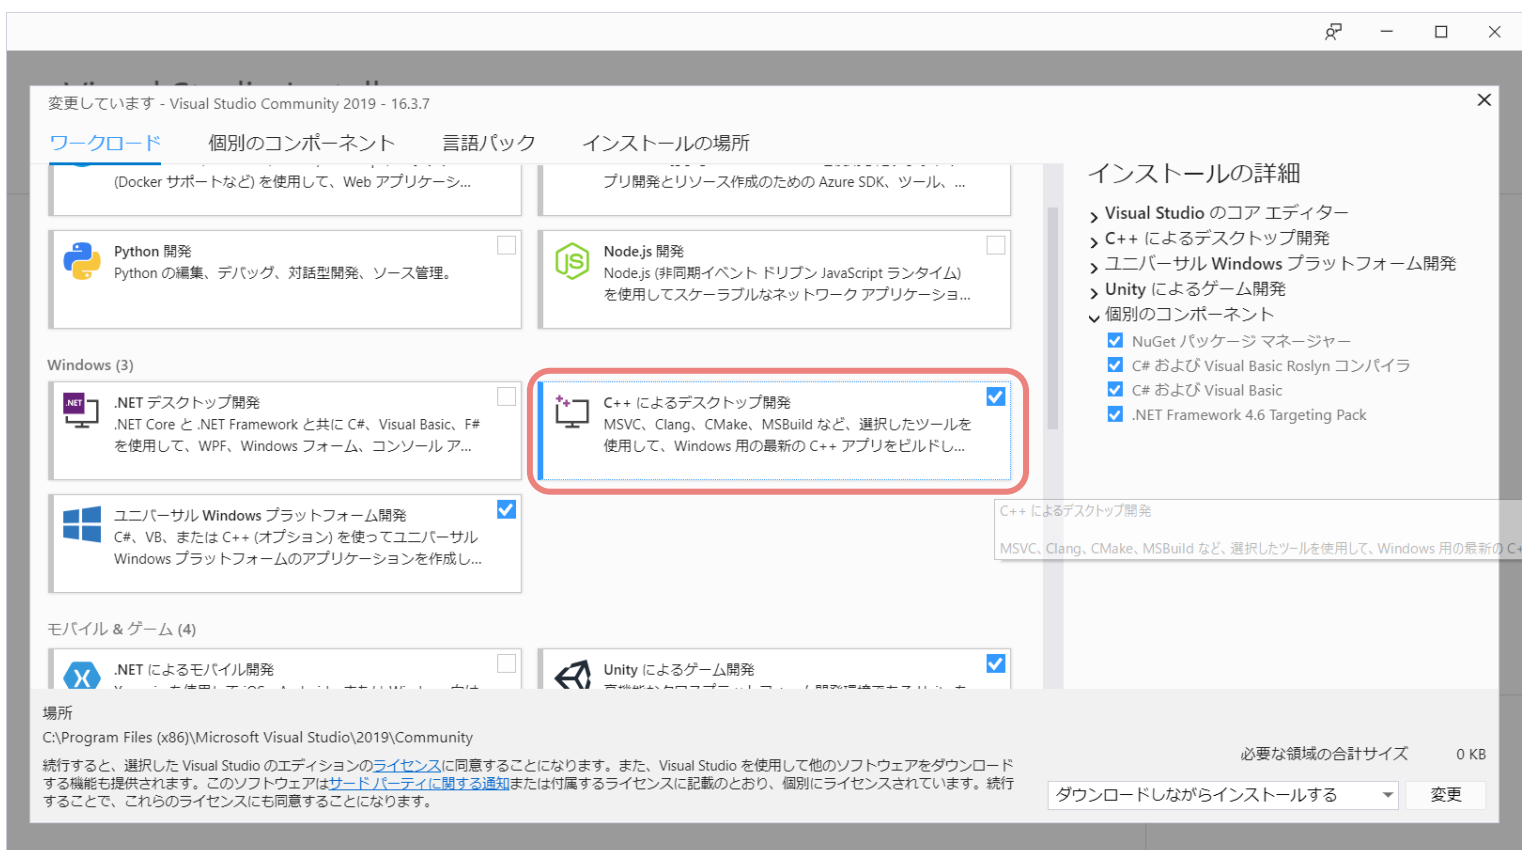 変更しています - Visual Studio Community 2019 - 16.3.7
ワークロード 個別のコンポーネント 言語パック インストールの場所
(Docker サポートなど) を使用して、Web アプリケーシ...
プリ開発とリソース作成のための Azure SDK、ツール、...
Python 開発
Python の編集、デバッグ、対話型開発、ソース管理。
Node.js 開発
Node.js (非同期イベント ドリブン JavaScript ランタイム)
を使用してスケーラブルなネットワーク アプリケーショ...
Windows (3)
.NET
.NET デスクトップ開発
.NET Core と .NET Framework と共に C#、Visual Basic、F#
を使用して、WPF、Windows フォーム、コンソール ア...
C++ によるデスクトップ開発
MSVC、Clang、CMake、MSBuild など、選択したツールを
使用して、Windows 用の最新の C++ アプリをビルドし...
ユニバーサル Windows プラットフォーム開発
C#、VB、または C++ (オプション) を使ってユニバーサル
Windows プラットフォームのアプリケーションを作成し...
モバイル & ゲーム (4)
.NET によるモバイル開発
Unity によるゲーム開発
インストールの詳細
Visual Studio のコア エディター
C++ によるデスクトップ開発
ユニバーサル Windows プラットフォーム開発
Unity によるゲーム開発
個別のコンポーネント
NuGet パッケージ マネージャー
C# および Visual Basic Roslyn コンパイラ
C# および Visual Basic
.NET Framework 4.6 Targeting Pack
C++ によるデスクトップ開発
MSVC、Clang、CMake、MSBuild など、選択したツールを使用して、Windows 用の最新の C+
場所
C:\Program Files (x86)\Microsoft Visual Studio\2019\Community
続行すると、選択した Visual Studio のエディションのライセンスに同意することになります。また、Visual Studio を使用して他のソフトウェアをダウンロード
する機能も提供されます。このソフトウェアはサード パーティに関する通知または付属するライセンスに記載のとおり、個別にライセンスされています。続行
することで、これらのライセンスにも同意することになります。
必要な領域の合計サイズ 0 KB
ダウンロードしながらインストールする
変更